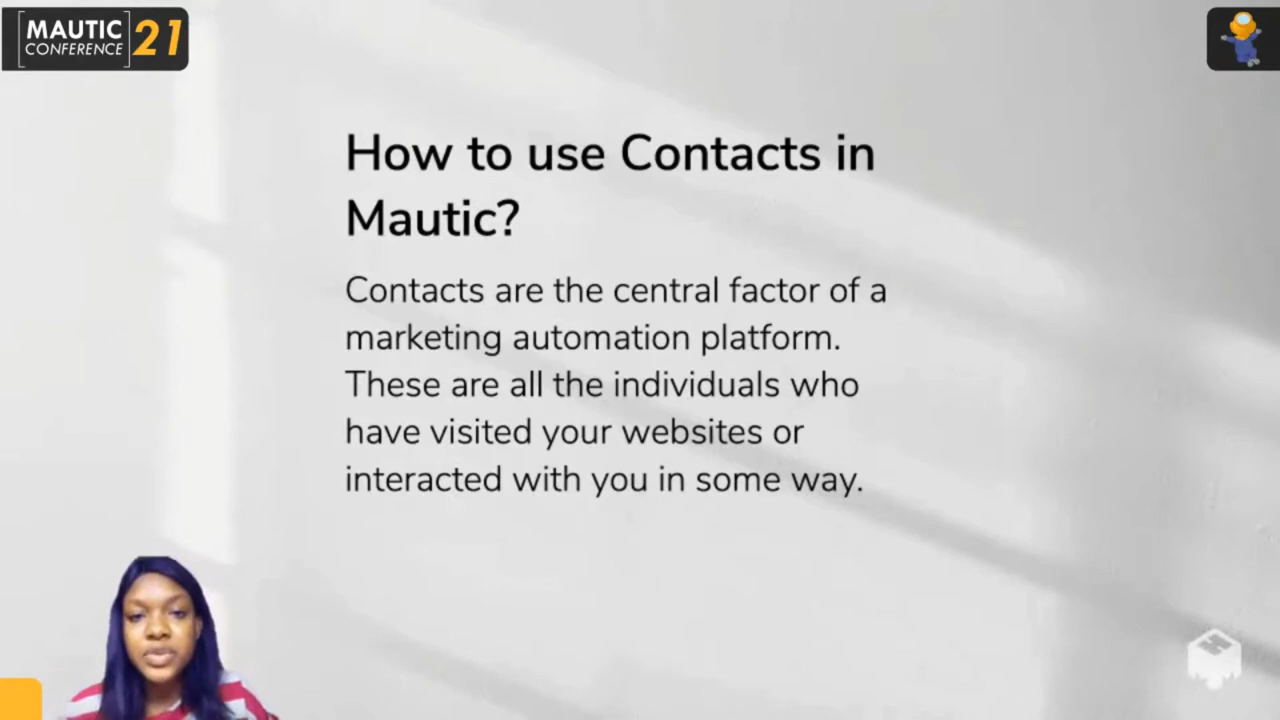 MAUTIC
CONFERENCE
21
How to use Contacts in
Mautic?
Contacts are the central factor of a
marketing automation platform.
These are all the individuals who
have visited your websites or
interacted with you in some way.